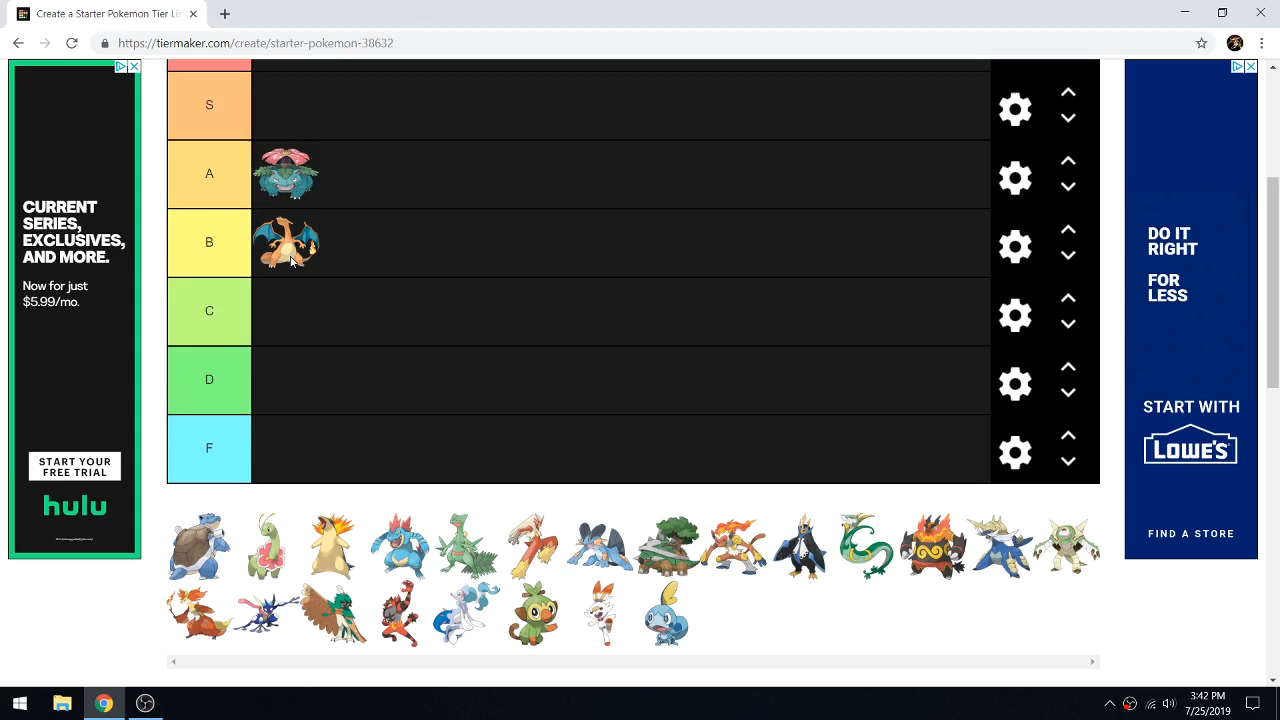 Create a Starter Pokemon Tier Lis
https://tiermaker.com/create/starter-pokemon-38632
S
A
B
C
D
F
CURRENT
SERIES,
EXCLUSIVES,
AND MORE.
Now for just
$5.99/mo.
START YOUR
FREE TRIAL
hulu
DO IT
RIGHT
FOR
LESS
START WITH
LOWE'S
FIND A STORE
3:42 PM
7/25/2019